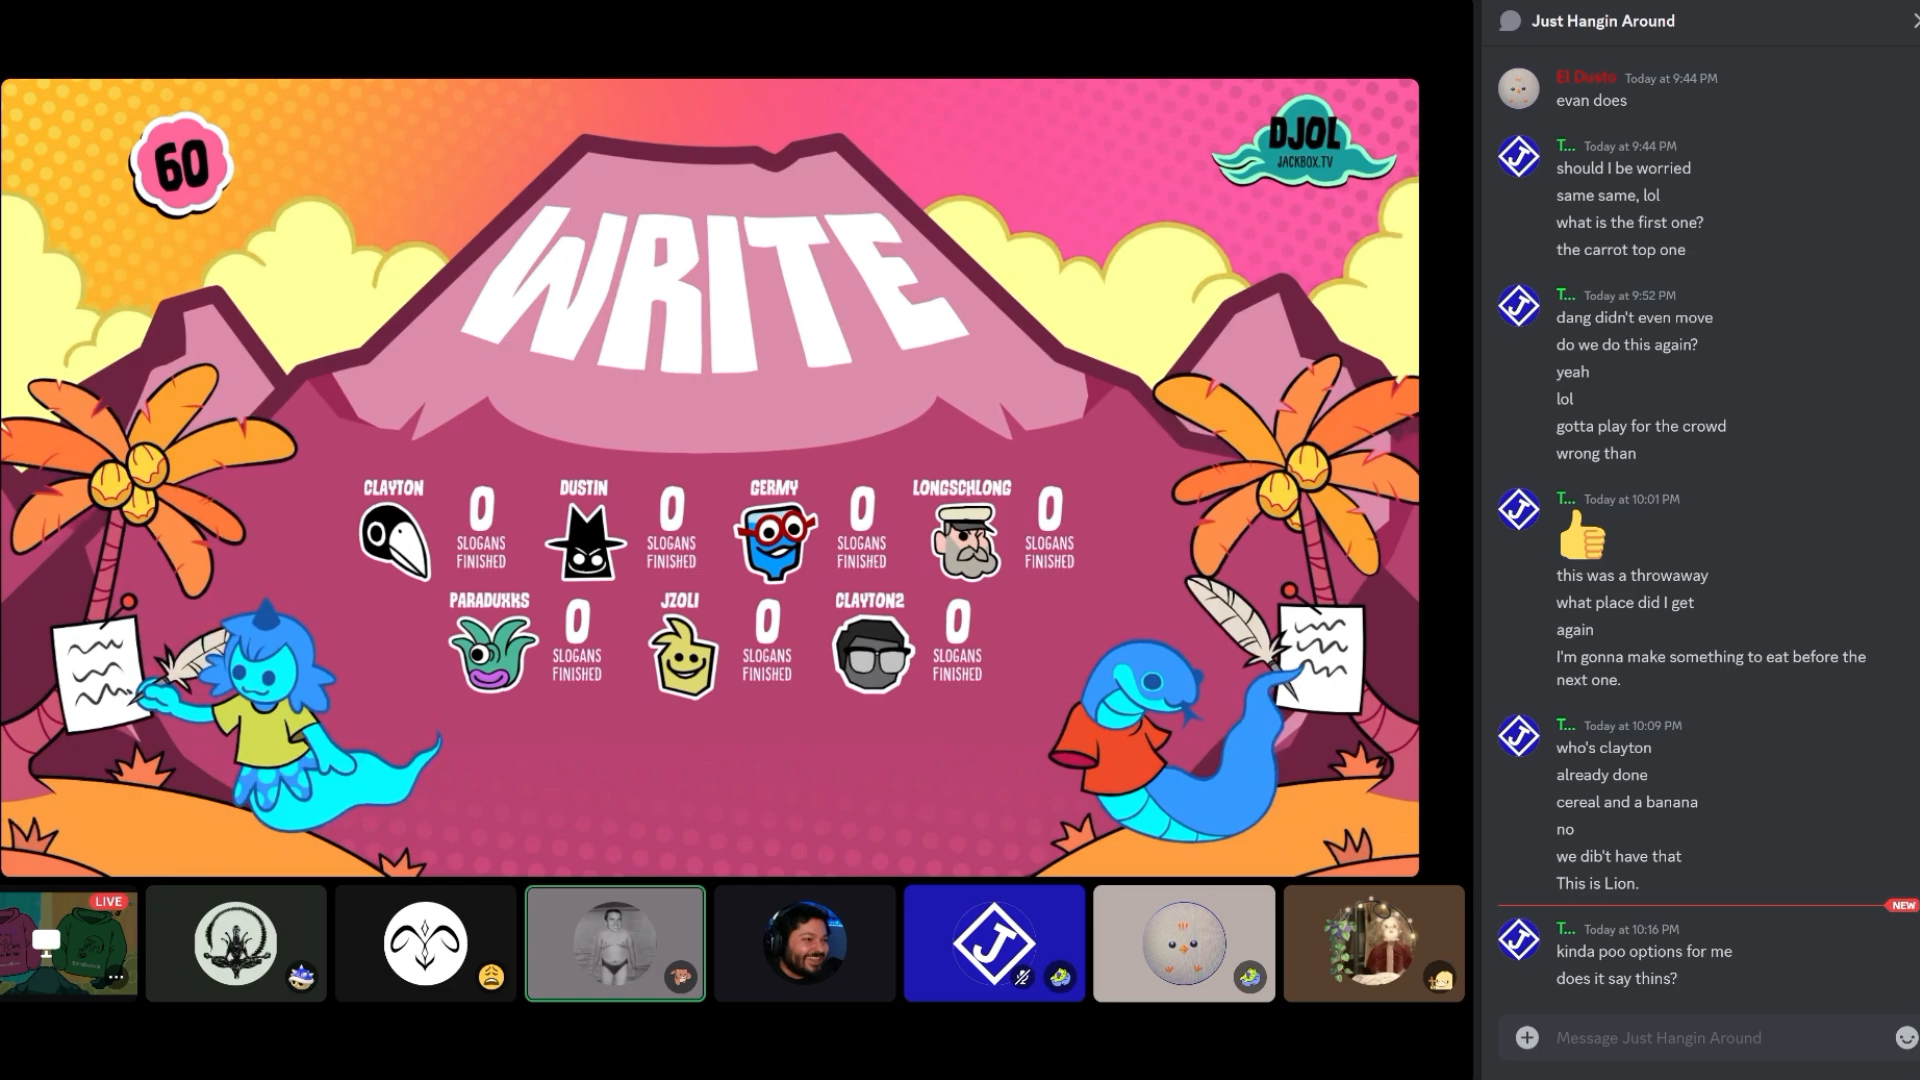 60
DJOL
JACKBOX.TV
WRITE
CLAYTON
0
SLOGANS
FINISHED
DUSTIN
0
SLOGANS
FINISHED
GERMY
0
SLOGANS
FINISHED
LONGSCHLONG
0
SLOGANS
FINISHED
PARADUXKS
0
SLOGANS
FINISHED
JZOLI
0
SLOGANS
FINISHED
CLAYTON2
0
SLOGANS
FINISHED
LIVE
J
Just Hangin Around
El Dusto Today at 9:44 PM
evan does
T... Today at 9:44 PM
should I be worried
same same, lol
what is the first one?
the carrot top one
T... Today at 9:52 PM
dang didn't even move
do we do this again?
yeah
lol
gotta play for the crowd
wrong than
T... Today at 10:01 PM
this was a throwaway
what place did I get
again
I'm gonna make something to eat before the
next one.
T... Today at 10:09 PM
who's clayton
already done
cereal and a banana
no
we dib't have that
This is Lion.
NEW
T... Today at 10:16 PM
kinda poo options for me
does it say thins?
Message Just Hangin Around